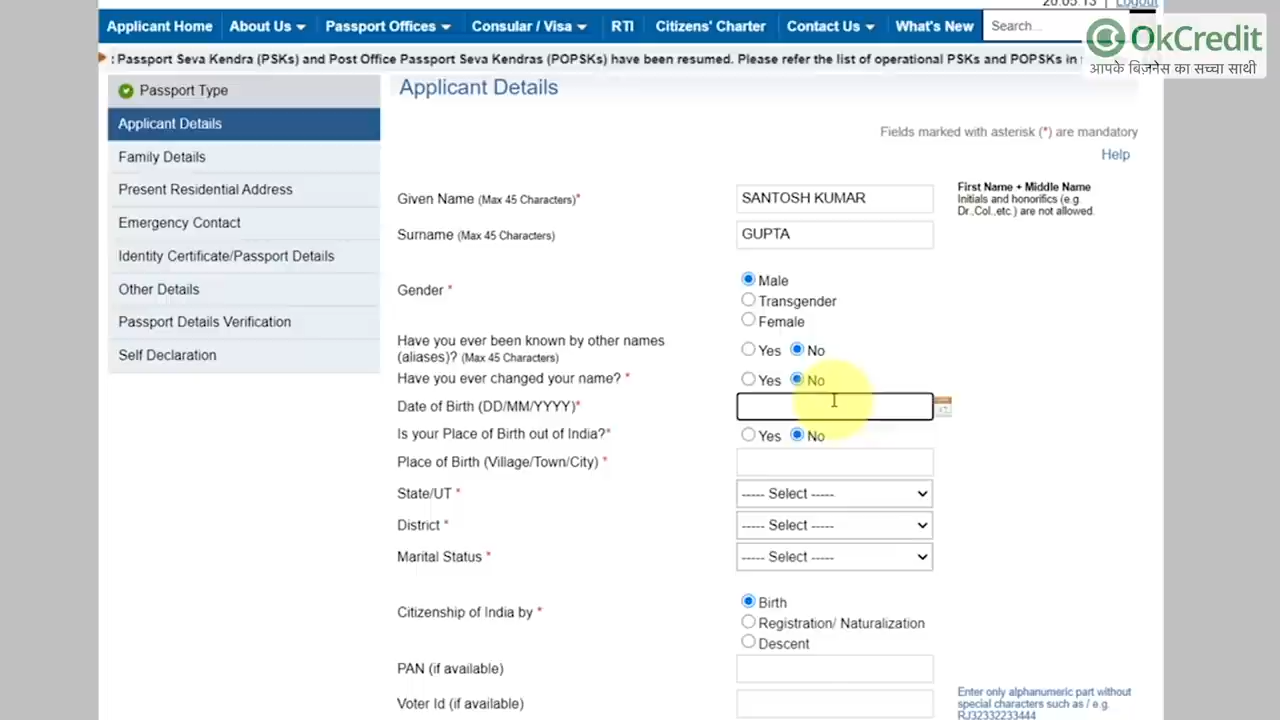 20:05:13 | Logout
Applicant Home About Us Passport Offices Consular / Visa RTI Citizens' Charter Contact Us What's New Search...
OkCredit
आपके बिज़नेस का सच्चा साथी
: Passport Seva Kendra (PSKs) and Post Office Passport Seva Kendras (POPSKs) have been resumed. Please refer the list of operational PSKs and POPSKs in
Passport Type
Applicant Details
Family Details
Present Residential Address
Emergency Contact
Identity Certificate/Passport Details
Other Details
Passport Details Verification
Self Declaration
Applicant Details
Fields marked with asterisk (*) are mandatory
Help
Given Name (Max 45 Characters)* SANTOSH KUMAR
First Name + Middle Name
Initials and honorifics (e.g.
Dr.,Col.,etc.) are not allowed.
Surname (Max 45 Characters) GUPTA
Gender *
Male
Transgender
Female
Have you ever been known by other names
(aliases)? (Max 45 Characters)
Yes No
Have you ever changed your name? * Yes No
Date of Birth (DD/MM/YYYY)*
Is your Place of Birth out of India?* Yes No
Place of Birth (Village/Town/City) *
State/UT * ----- Select -----
District * ----- Select -----
Marital Status * ----- Select -----
Citizenship of India by *
Birth
Registration/ Naturalization
Descent
PAN (if available)
Voter Id (if available)
Enter only alphanumeric part without
special characters such as / e.g.
RJ32332233444